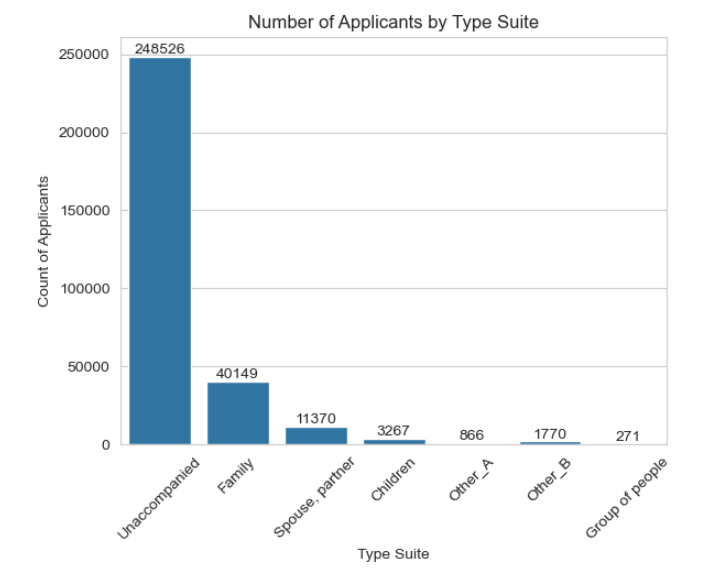 Number of Applicants by Type Suite
Count of Applicants
250000
200000
150000
100000
50000
0
248526
40149
11370
3267
866
1770
271
Unaccompanied
Family
Spouse, partner
Children
Other_A
Other_B
Group of people
Type Suite